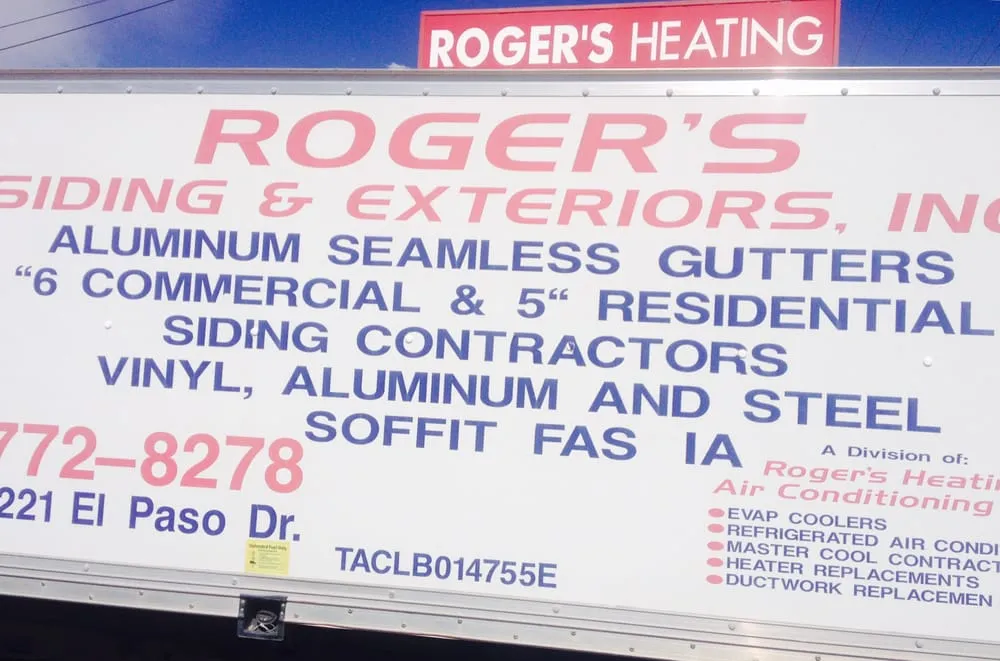 ROGER'S HEATING
ROGER'S
SIDING & EXTERIORS, INC
ALUMINUM SEAMLESS GUTTERS
“6 COMMERCIAL & 5“ RESIDENTIAL
SIDING CONTRACTORS
VINYL, ALUMINUM AND STEEL
SOFFIT FAS IA
772–8278
221 El Paso Dr.
TACLB014755E
A Division of:
Roger's Heati
Air Conditioning
EVAP COOLERS
REFRIGERATED AIR CONDI
MASTER COOL CONTRACT
HEATER REPLACEMENTS
DUCTWORK REPLACEMEN